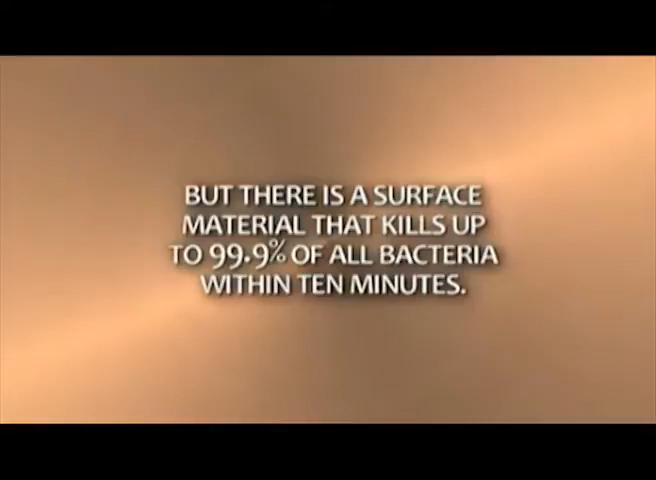 BUT THERE IS A SURFACE
MATERIAL THAT KILLS UP
TO 99.9% OF ALL BACTERIA
WITHIN TEN MINUTES.